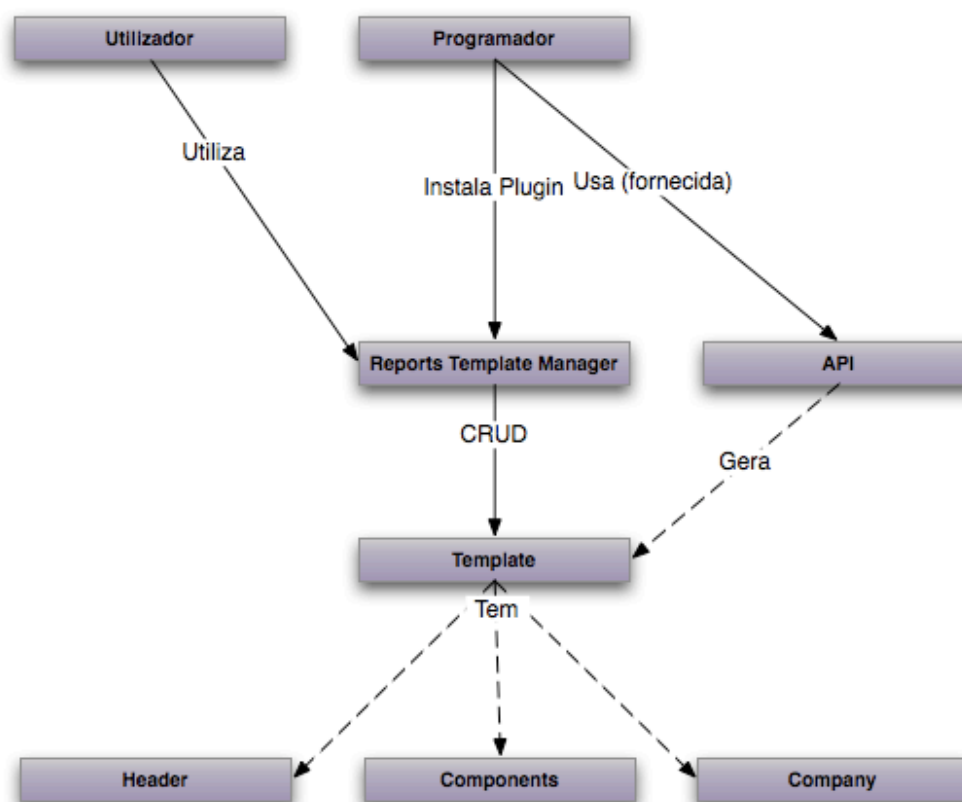 Utilizador
Programador
Utiliza
Instala Plugin
Usa (fornecida)
Reports Template Manager
API
CRUD
Gera
Template
Tem
Header
Components
Company